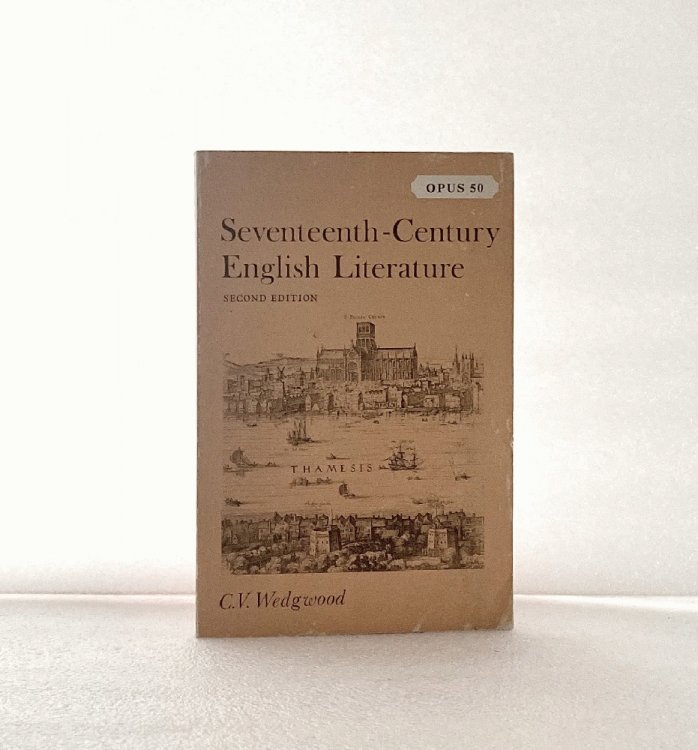 OPUS 50
Seventeenth-Century
English Literature
SECOND EDITION
THAMESIS
C.V. Wedgwood